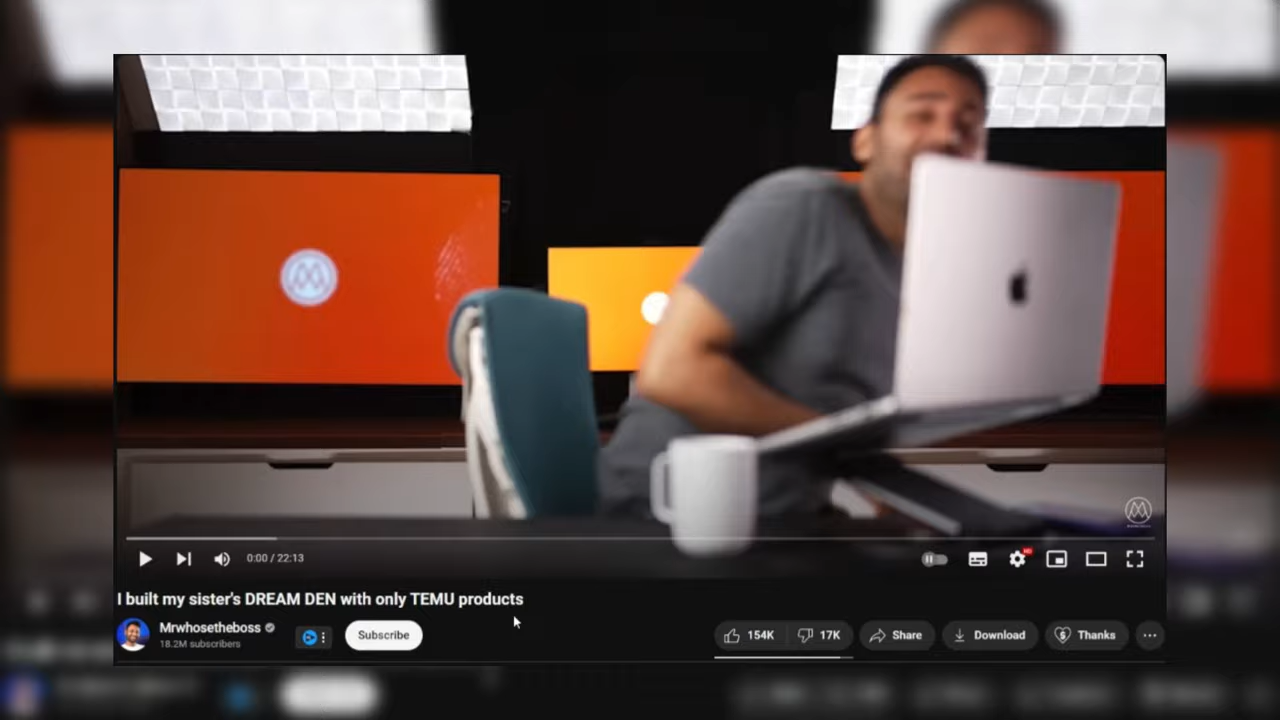 0:00 / 22:13
HD
I built my sister's DREAM DEN with only TEMU products
Mrwhosetheboss
18.2M subscribers
Subscribe
154K
17K
Share
Download
Thanks